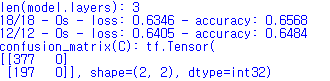 len(model.layers): 3
18/18 - 0s - loss: 0.6346 - accuracy: 0.6568
12/12 - 0s - loss: 0.6405 - accuracy: 0.6484
confusion_matrix(C): tf.Tensor(
[[377   0]
 [197   0]], shape=(2, 2), dtype=int32)